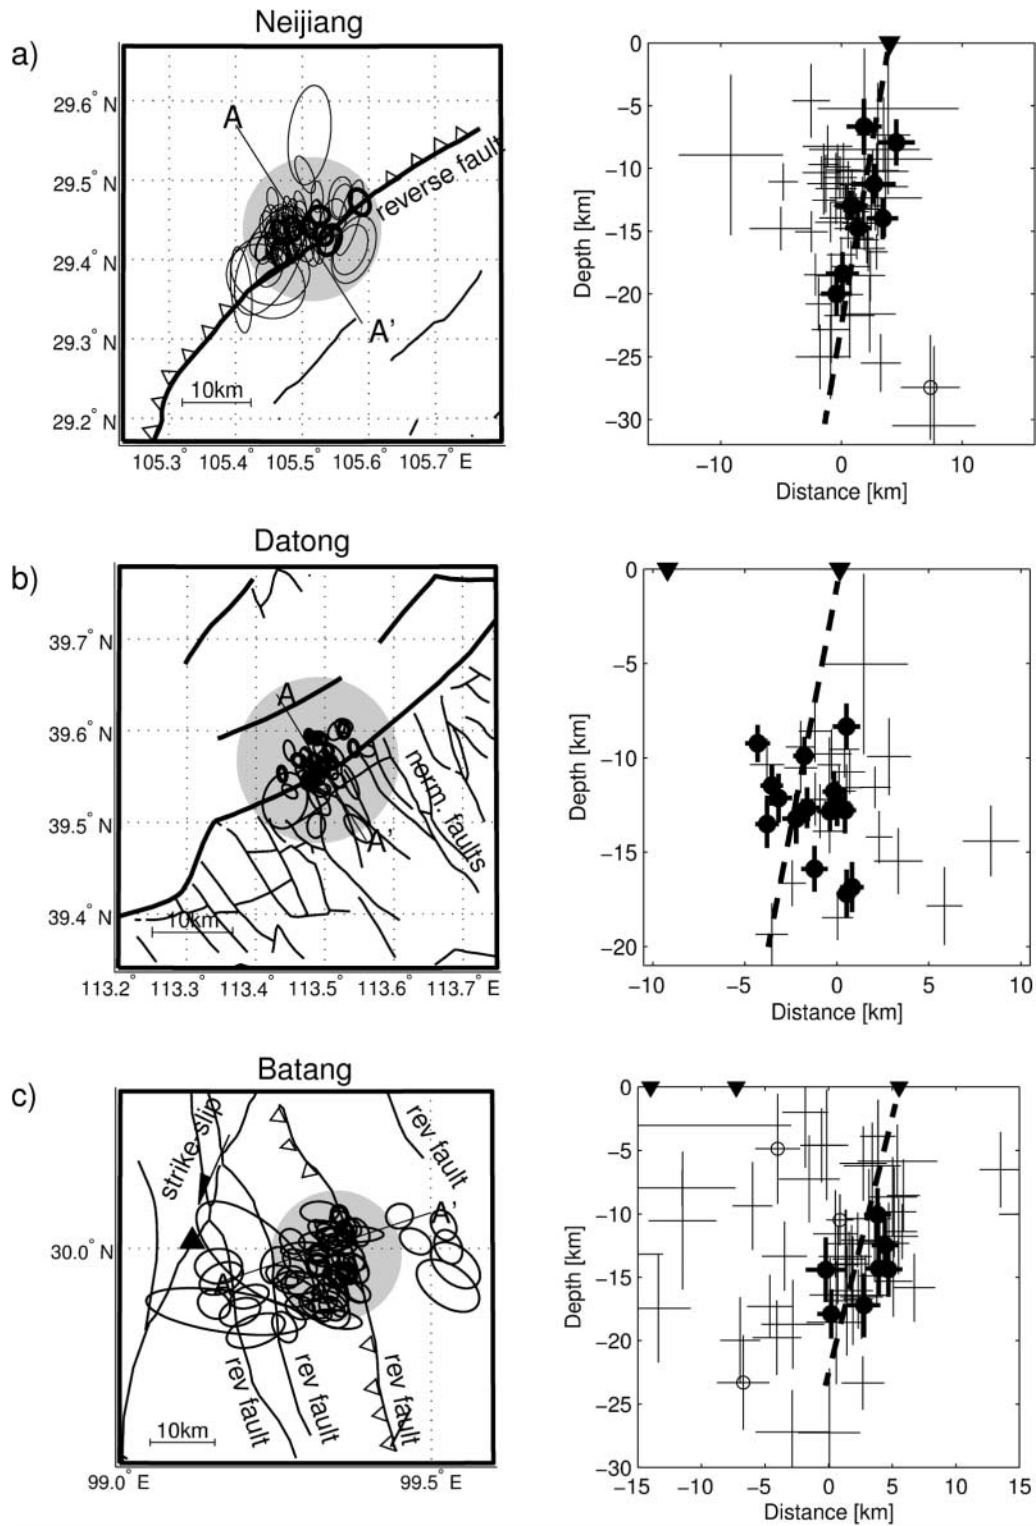 Neijiang
a)
29.6° N
29.5° N
29.4° N
29.3° N
29.2° N
A
A'
reverse fault
10km
105.3° 105.4° 105.5° 105.6° 105.7° E
0
−5
−10
−15
−20
−25
−30
Depth [km]
−10 0 10
Distance [km]
Datong
b)
39.7° N
39.6° N
39.5° N
39.4° N
A
A'
norm. faults
10km
113.2° 113.3° 113.4° 113.5° 113.6° 113.7° E
0
−5
−10
−15
−20
Depth [km]
−10 −5 0 5 10
Distance [km]
Batang
c)
30.0° N
strike-slip
rev fault
A
A'
rev fault
rev fault
rev fault
10km
99.0° E 99.5° E
0
−5
−10
−15
−20
−25
−30
Depth [km]
−15 −10 −5 0 5 10 15
Distance [km]